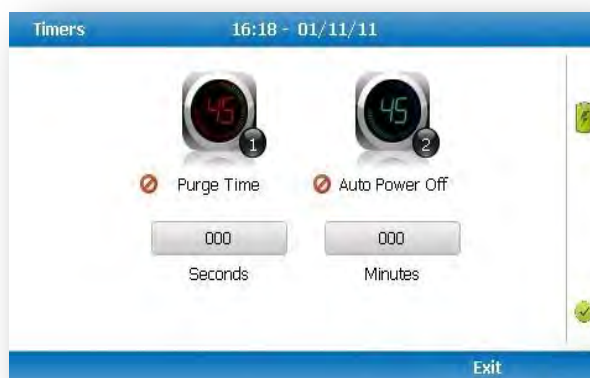 Timers 16:18 - 01/11/11
45 45
1 2
Purge Time Auto Power Off
000 000
Seconds Minutes
Exit